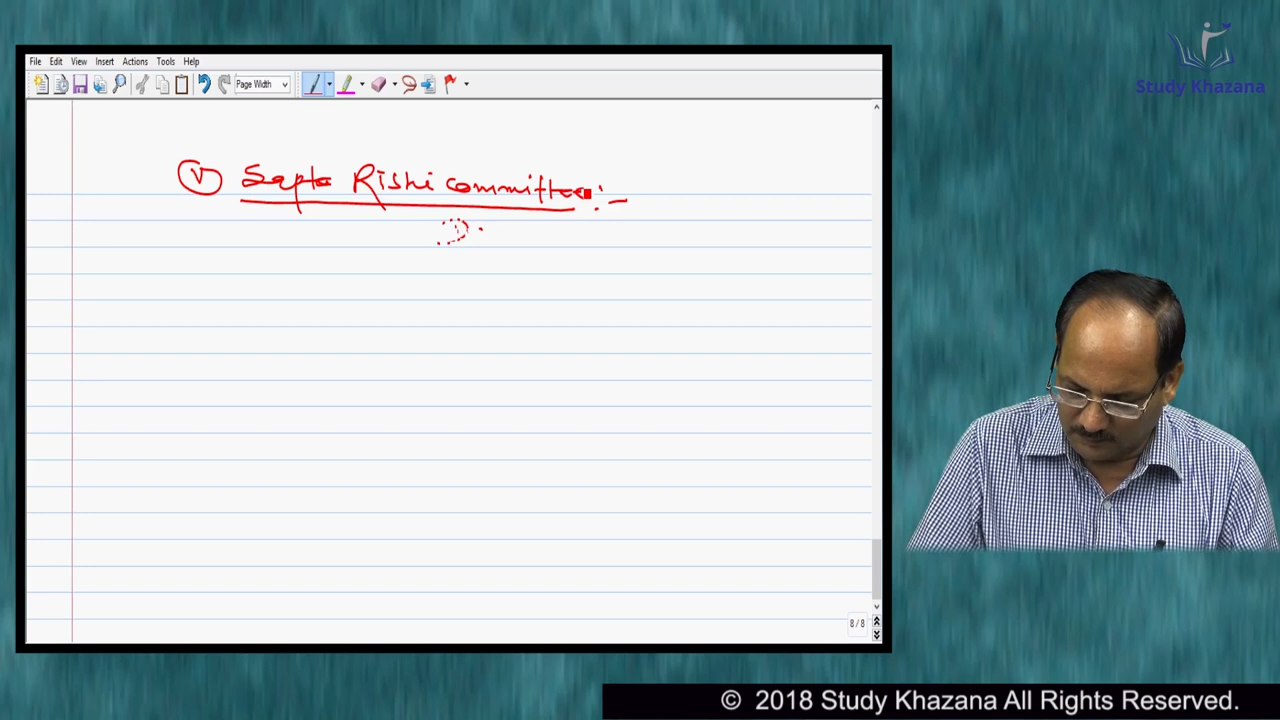 Study Khazana
File Edit View Insert Actions Tools Help
Page Width
V Sapta Rishi committee:-
8/8
© 2018 Study Khazana All Rights Reserved.